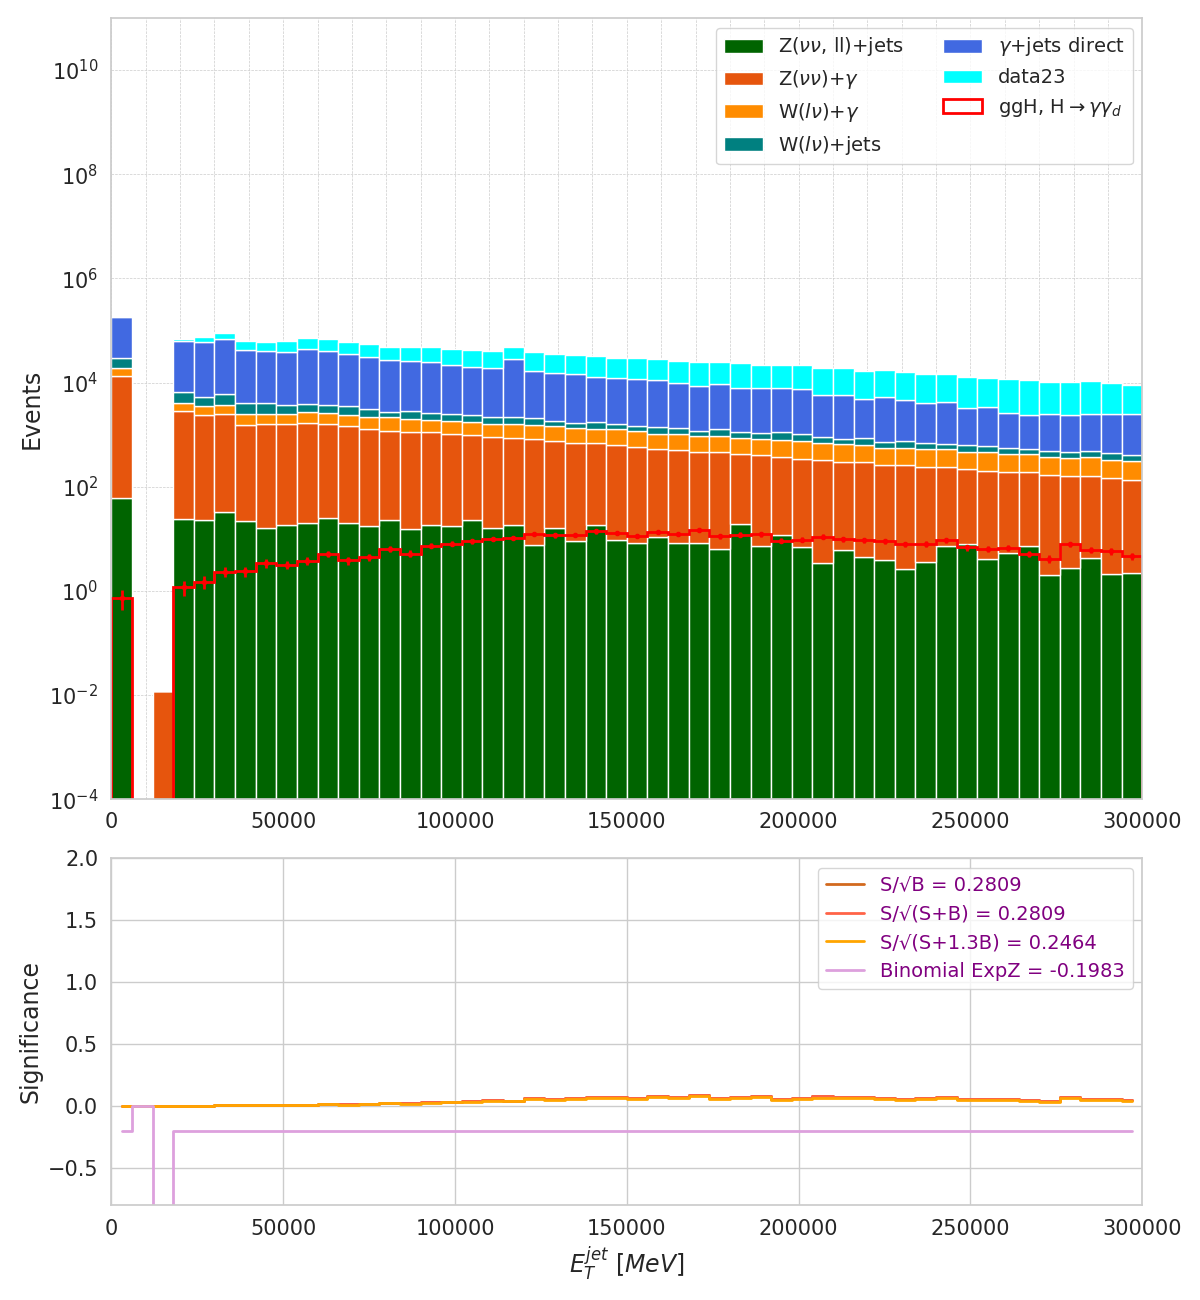 Z(νν, ll)+jets
Z(νν)+γ
W(lν)+γ
W(lν)+jets
γ+jets direct
data23
ggH, H→γγ_d
Events
10^10
10^8
10^6
10^4
10^2
10^0
10^−2
10^−4
0 50000 100000 150000 200000 250000 300000
S/√B = 0.2809
S/√(S+B) = 0.2809
S/√(S+1.3B) = 0.2464
Binomial ExpZ = -0.1983
Significance
2.0
1.5
1.0
0.5
0.0
−0.5
0 50000 100000 150000 200000 250000 300000
E_T^jet [MeV]